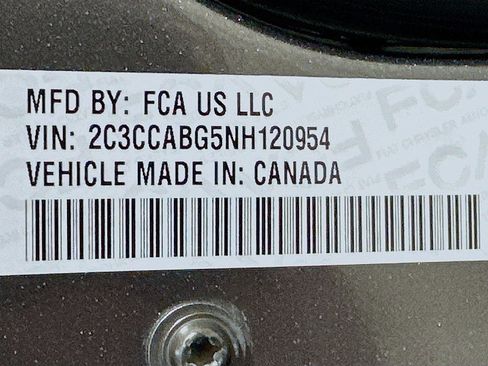 MFD BY: FCA US LLC
VIN: 2C3CCABG5NH120954
VEHICLE MADE IN: CANADA